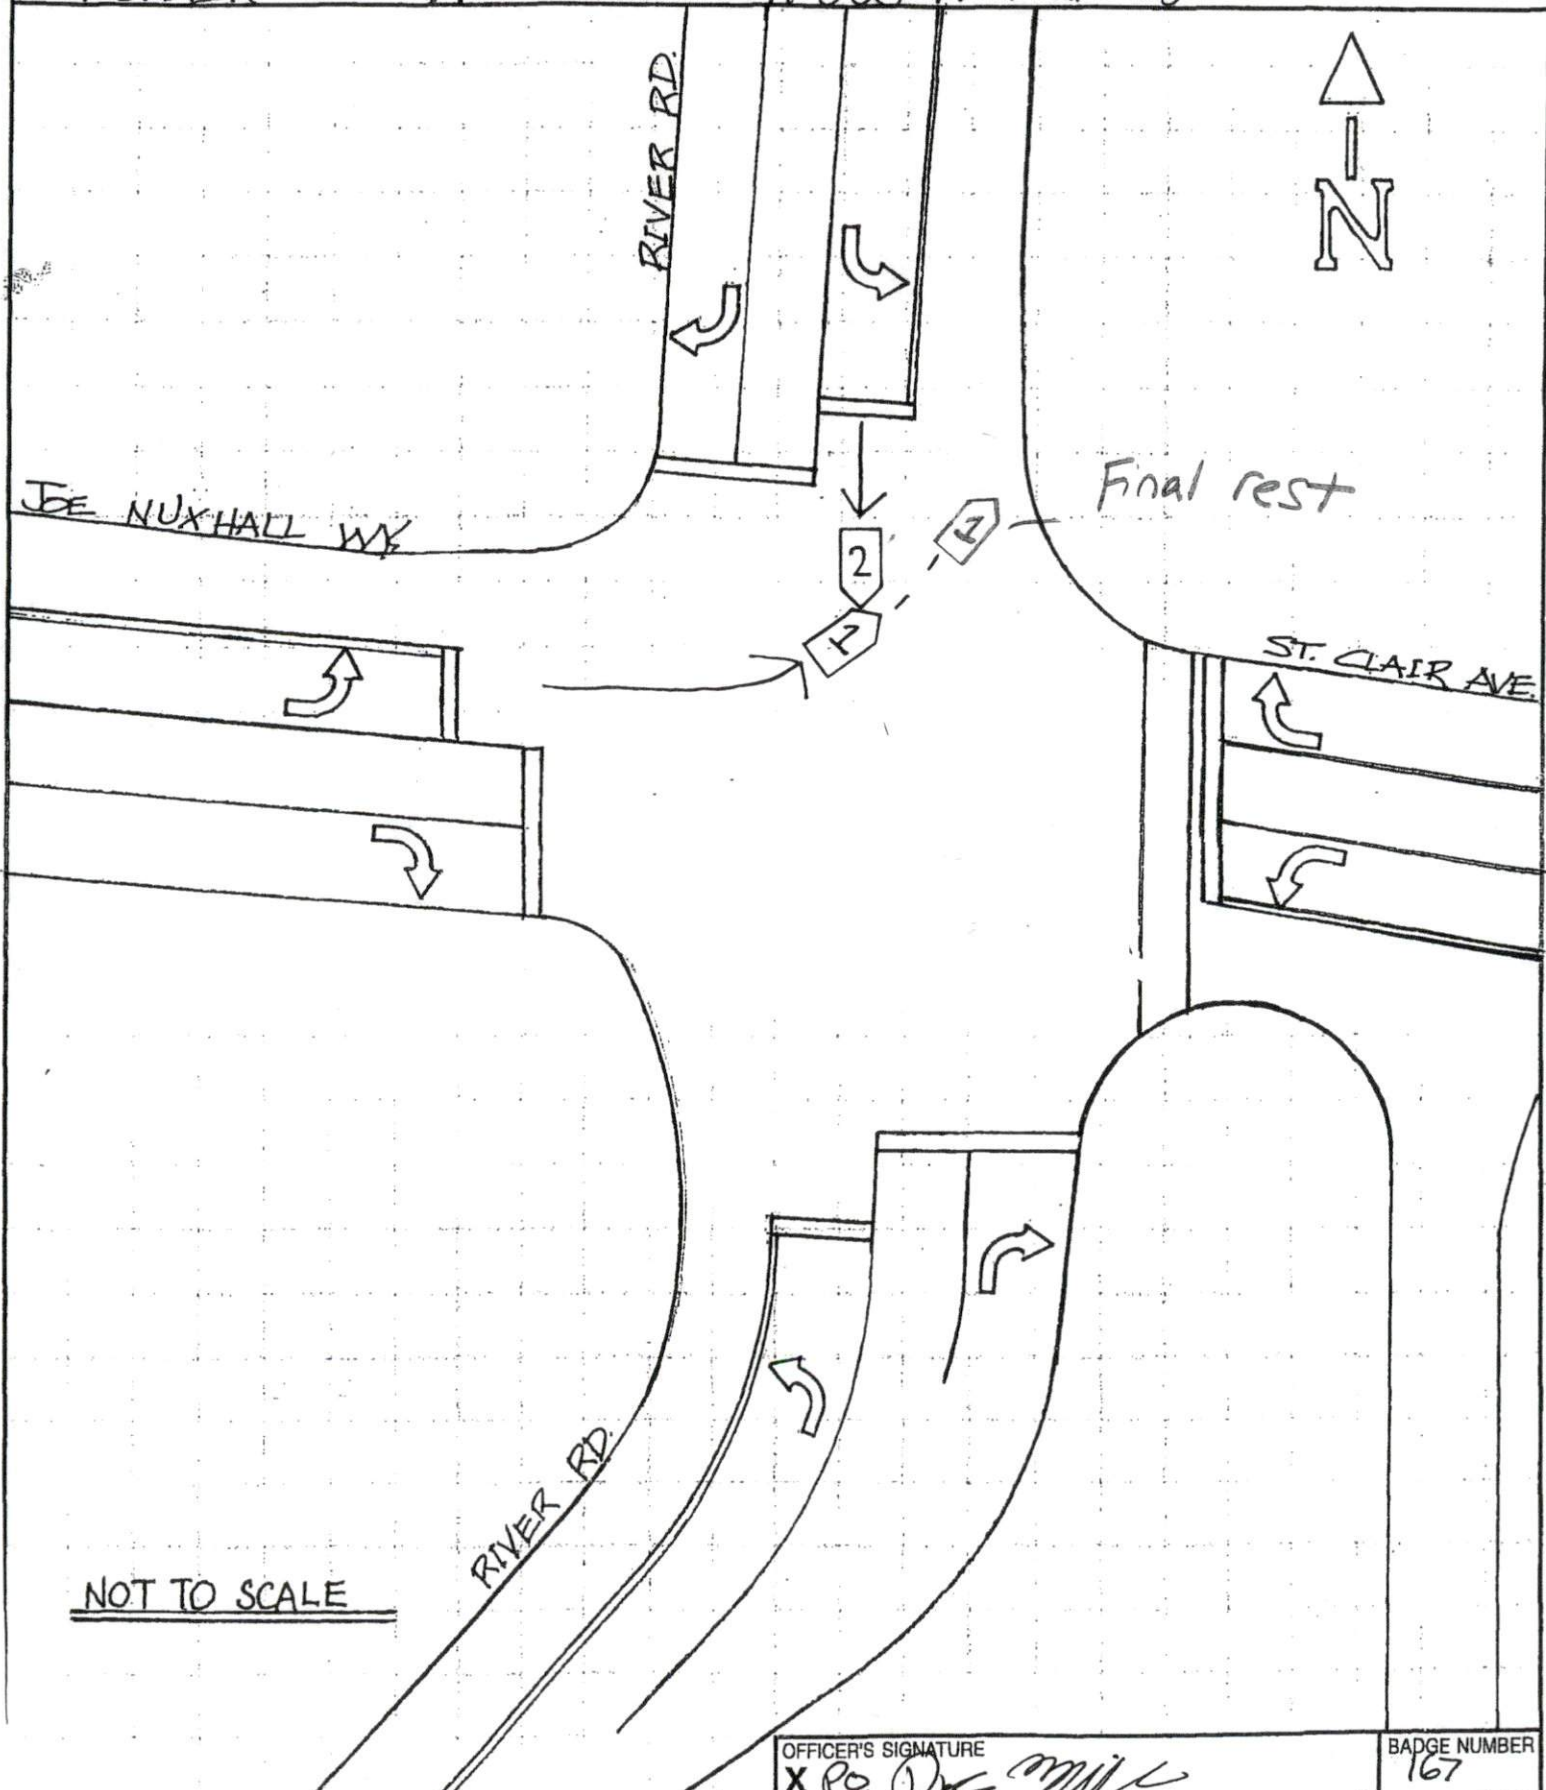 RIVER RD.
N
JOE NUXHALL WY.
Final rest
1
2
1
ST. CLAIR AVE.
RIVER RD.
NOT TO SCALE
OFFICER'S SIGNATURE
BADGE NUMBER
X PO
167